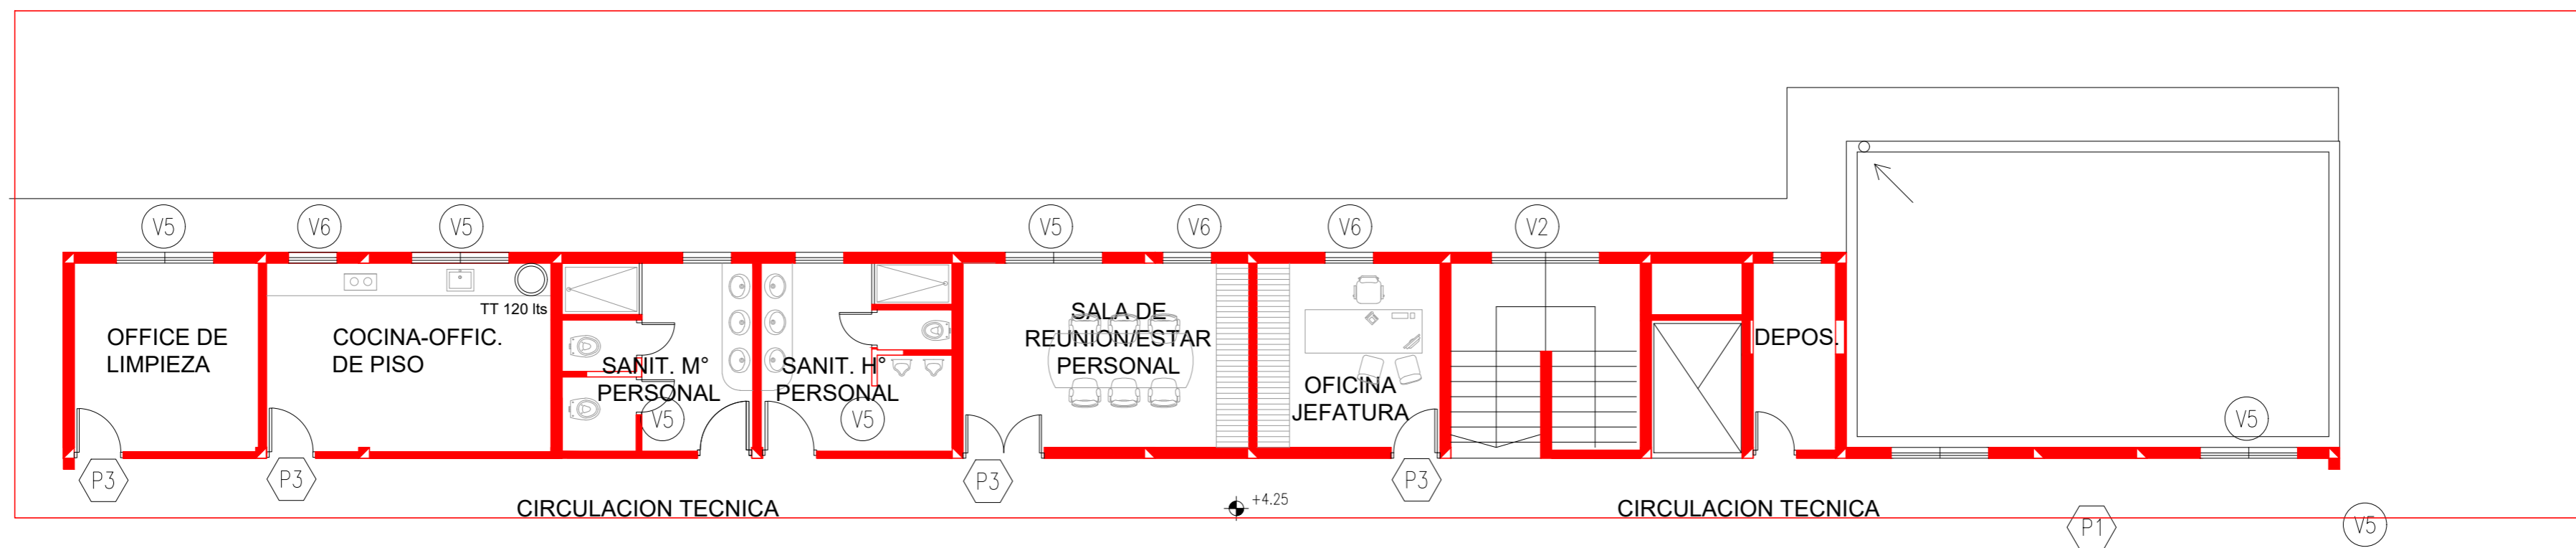 V5
V6
V5
V5
V6
V6
V2
TT 120 lts
OFFICE DE
LIMPIEZA
COCINA-OFFIC.
DE PISO
SANIT. M°
PERSONAL
V5
SANIT. H°
PERSONAL
V5
SALA DE
REUNION/ESTAR
PERSONAL
OFICINA
JEFATURA
DEPOS.
V5
P3
P3
P3
P3
CIRCULACION TECNICA
+4.25
CIRCULACION TECNICA
P1
V5